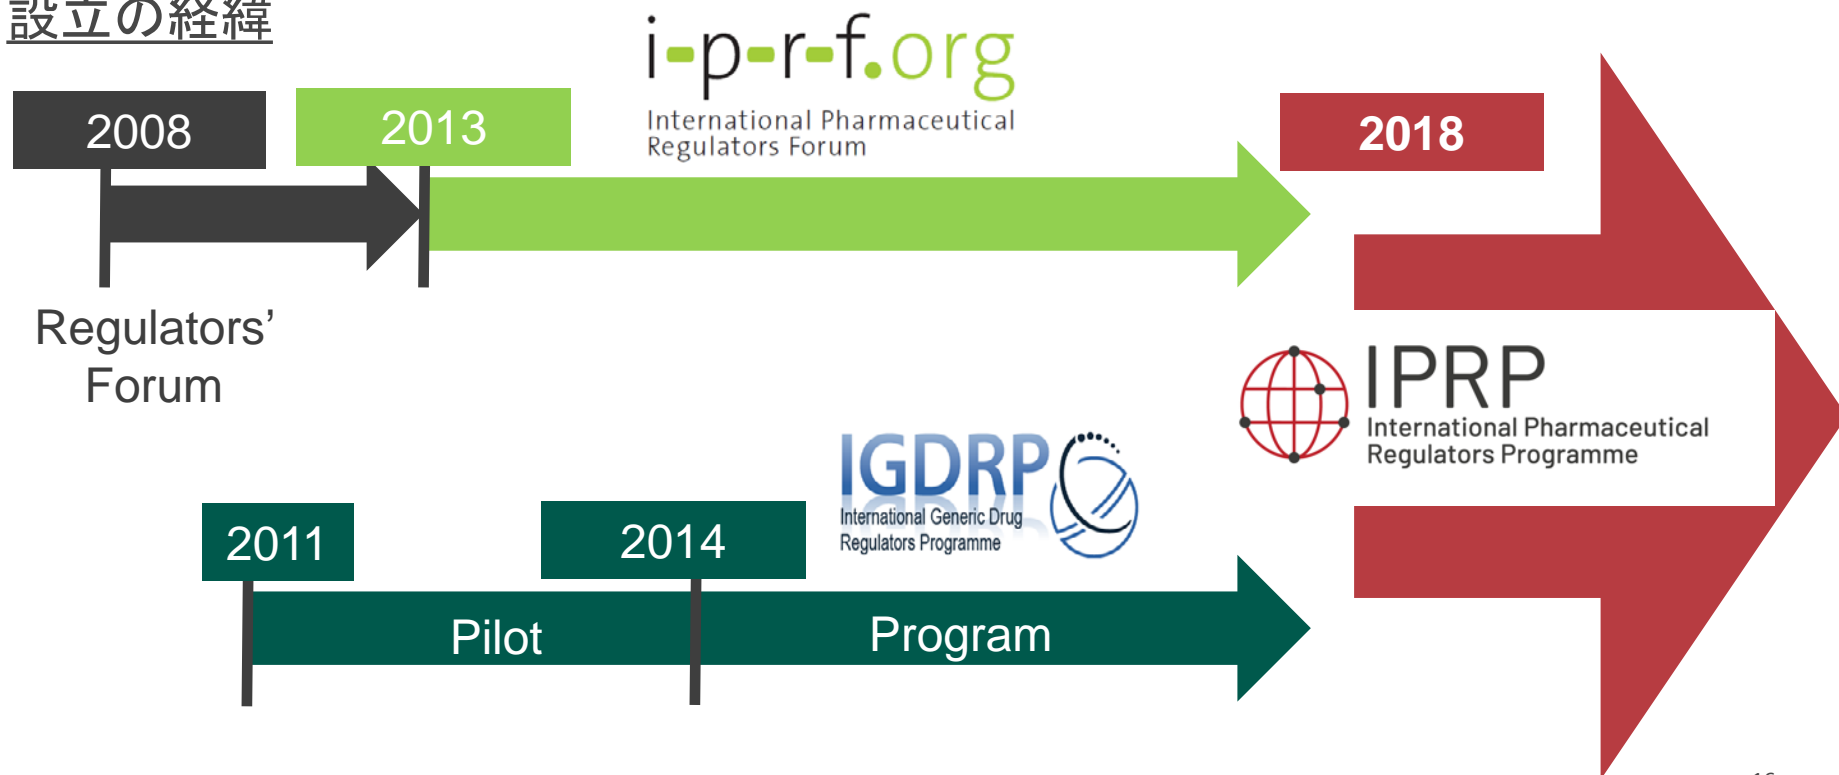 設立の経緯
i-p-r-f.org
International Pharmaceutical
Regulators Forum
2008
2013
2018
Regulators’
Forum
IPRP
International Pharmaceutical
Regulators Programme
IGDRP
International Generic Drug
Regulators Programme
2011
2014
Pilot
Program